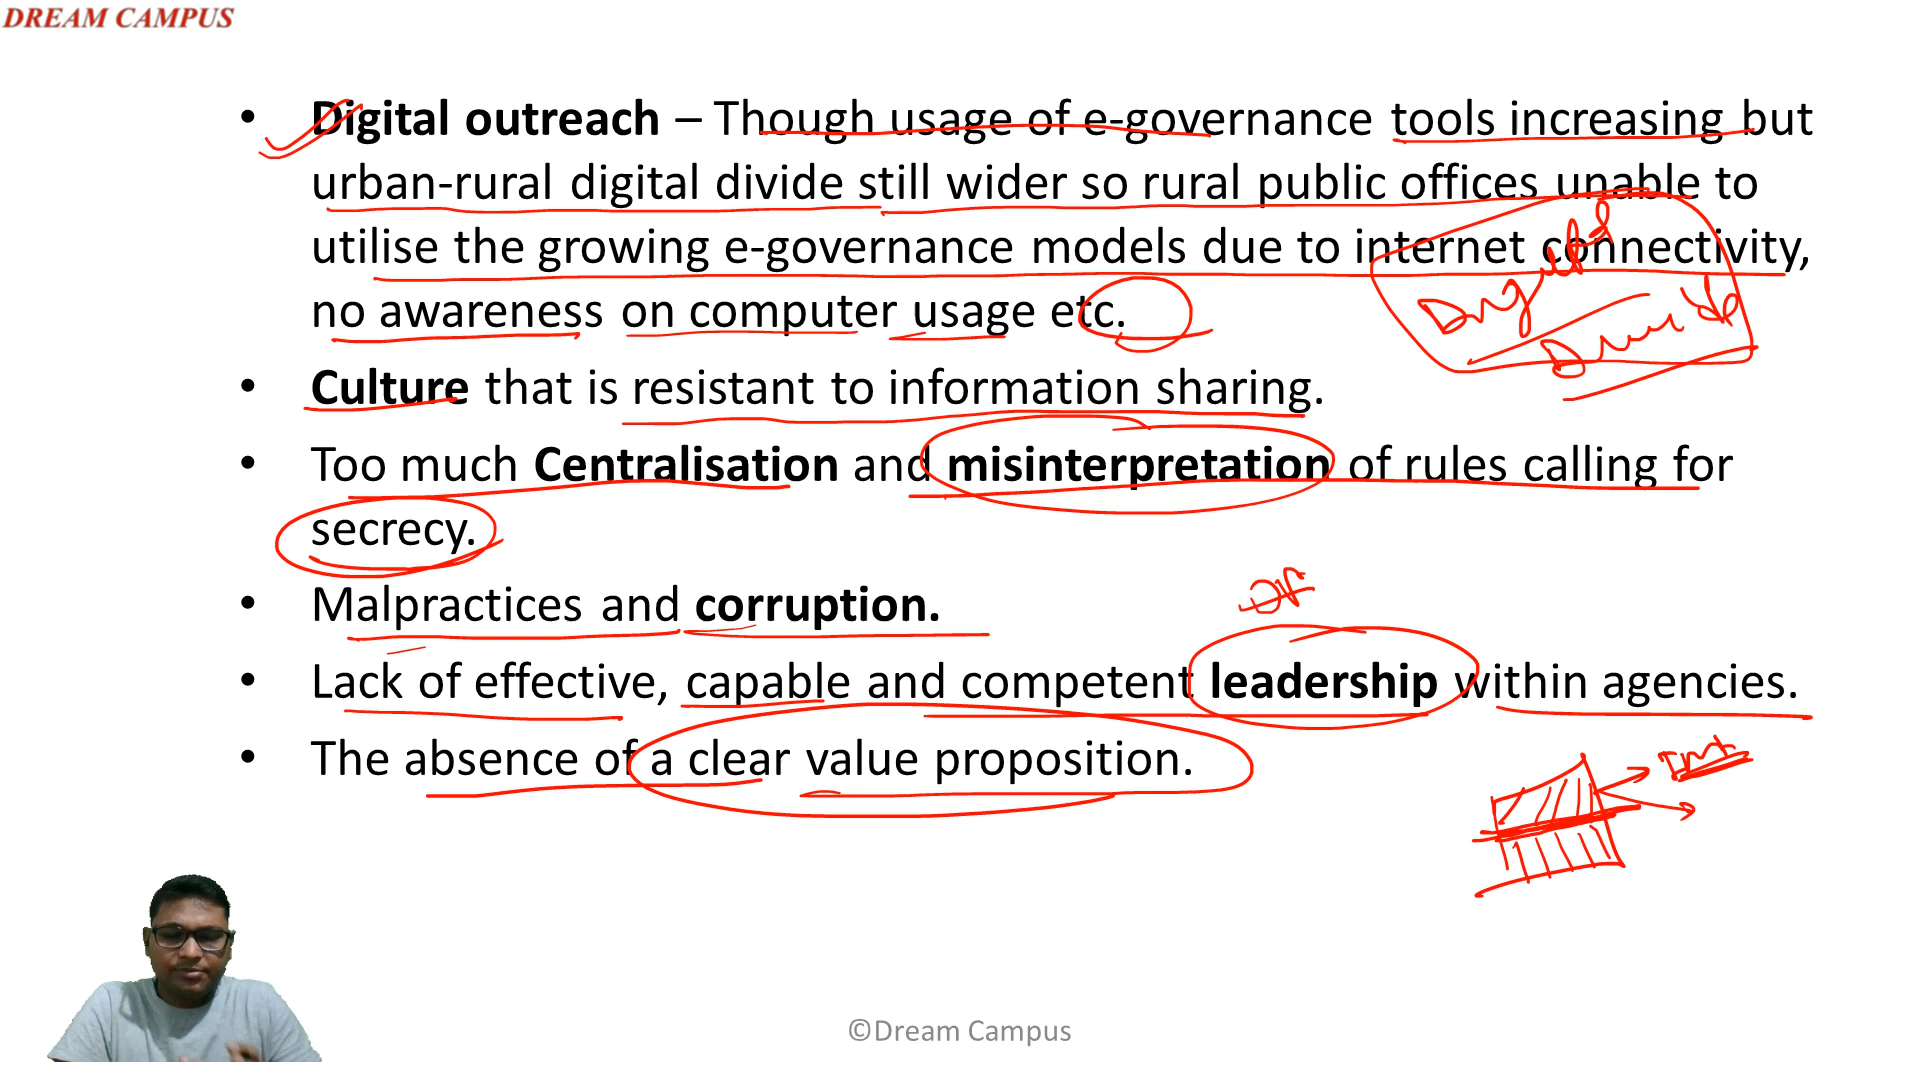 DREAM CAMPUS
• Digital outreach – Though usage of e-governance tools increasing but
urban-rural digital divide still wider so rural public offices unable to
utilise the growing e-governance models due to internet connectivity,
no awareness on computer usage etc.
Digital
Divide
• Culture that is resistant to information sharing.
• Too much Centralisation and misinterpretation of rules calling for
secrecy.
• Malpractices and corruption.
• Lack of effective, capable and competent leadership within agencies.
• The absence of a clear value proposition.
©Dream Campus